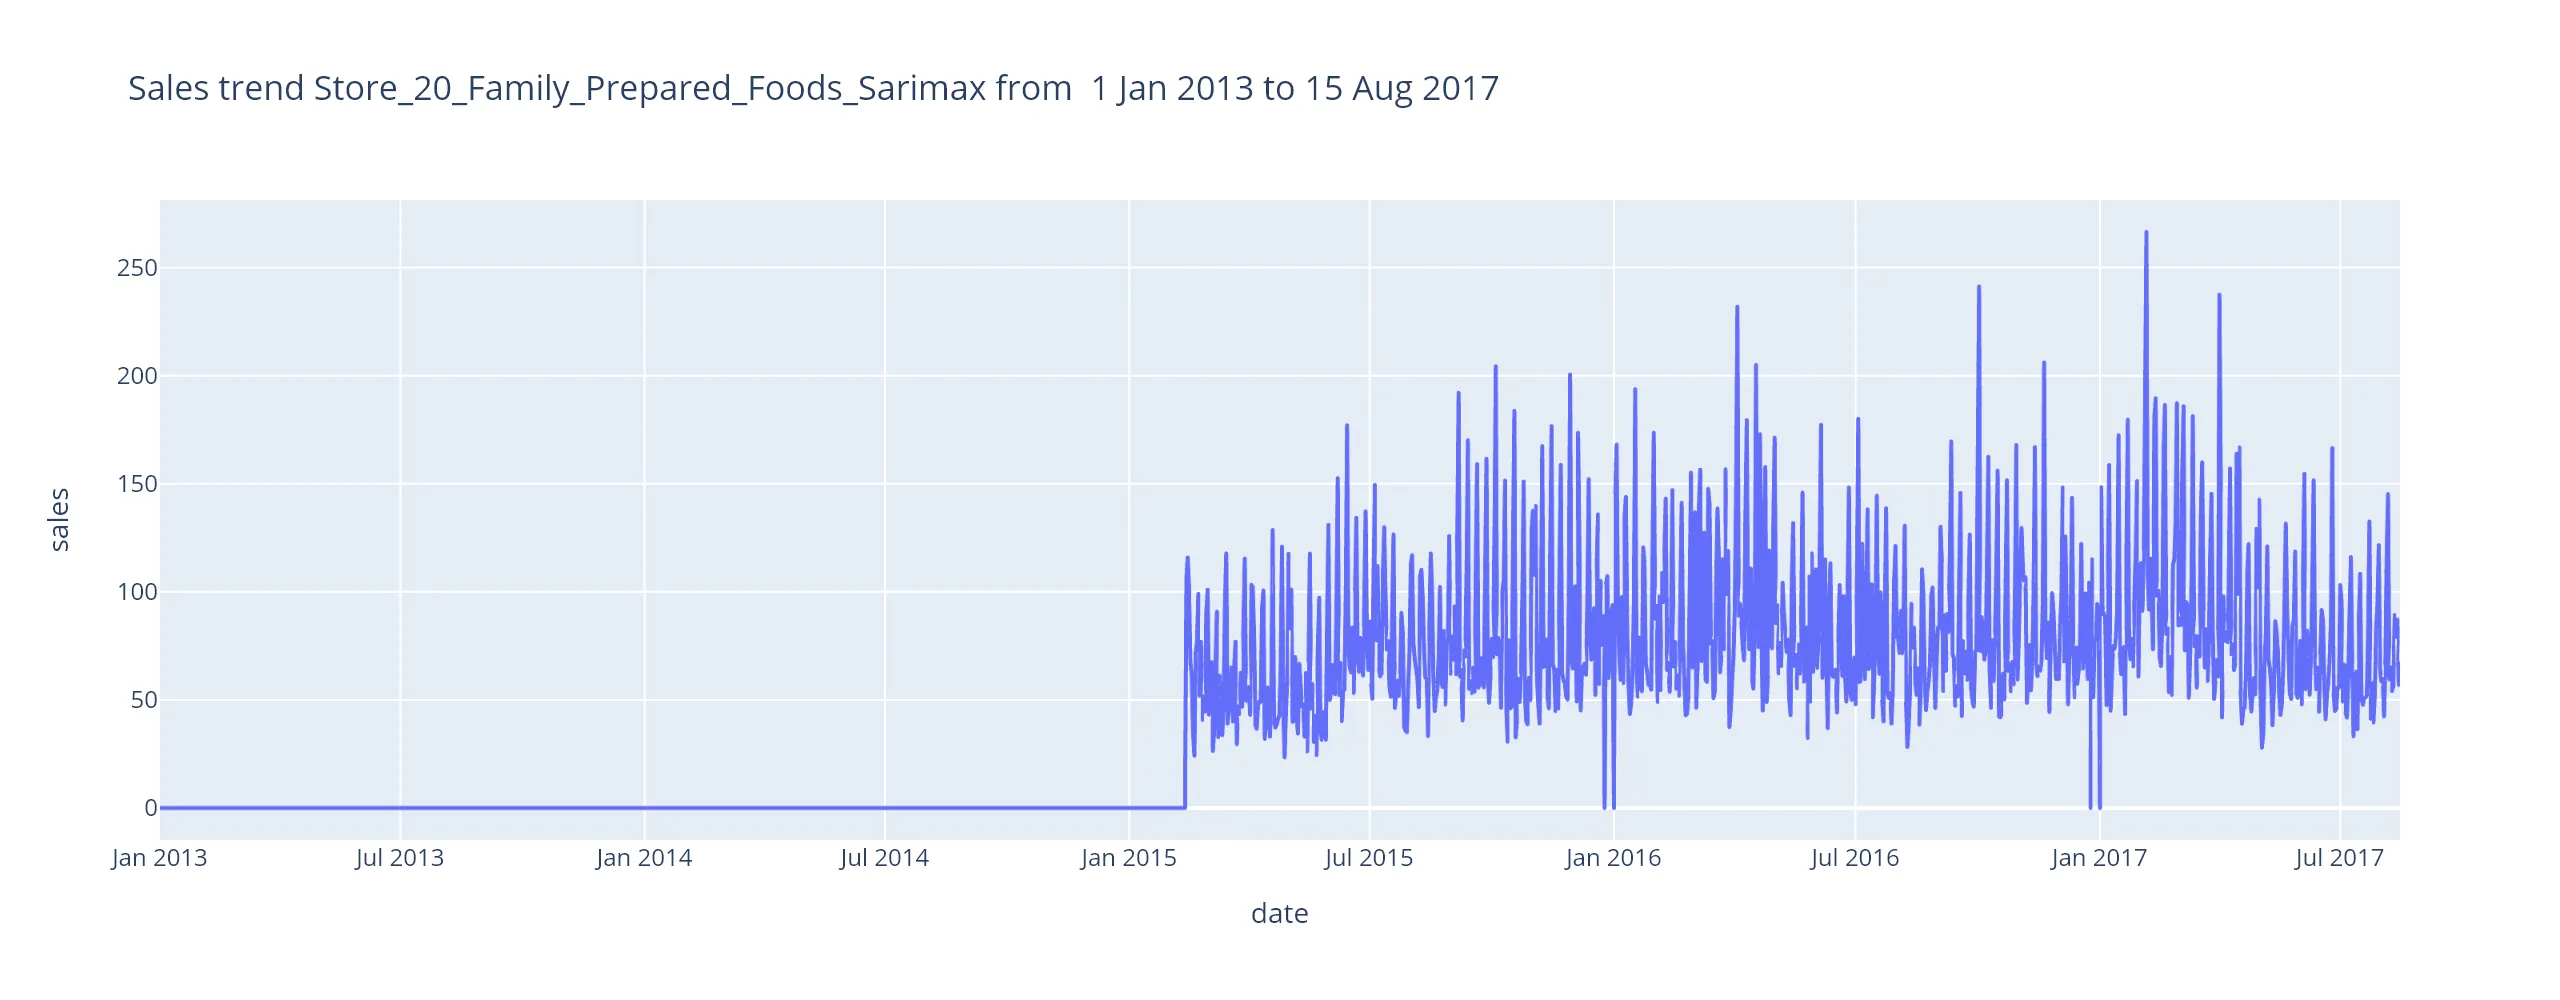 Sales trend Store_20_Family_Prepared_Foods_Sarimax from  1 Jan 2013 to 15 Aug 2017
250
200
150
100
50
0
sales
Jan 2013 Jul 2013 Jan 2014 Jul 2014 Jan 2015 Jul 2015 Jan 2016 Jul 2016 Jan 2017 Jul 2017
date